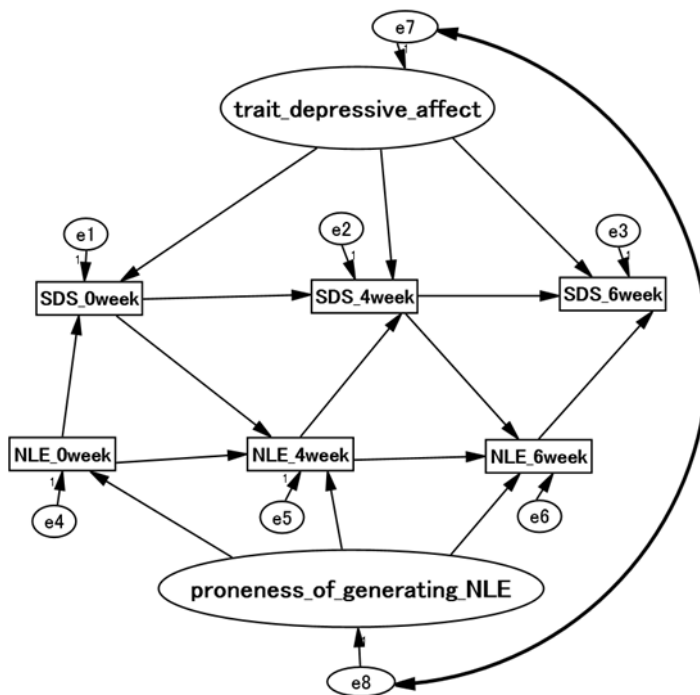 e7
1
trait_depressive_affect
e1
e2
e3
1
1
1
SDS_0week
SDS_4week
SDS_6week
NLE_0week
NLE_4week
NLE_6week
1
1
e4
e5
e6
proneness_of_generating_NLE
1
e8